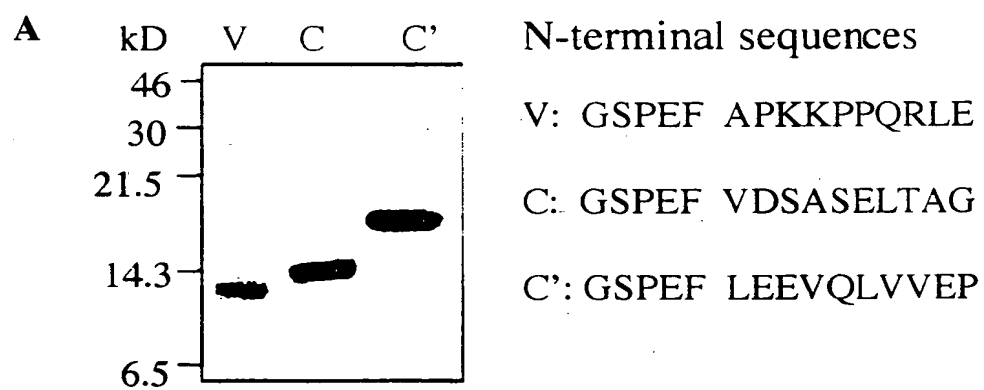 A kD V C C' N-terminal sequences
46
30
V: GSPEF APKKPPQRLE
21.5
C: GSPEF VDSASELTAG
14.3
C': GSPEF LEEVQLVVEP
6.5